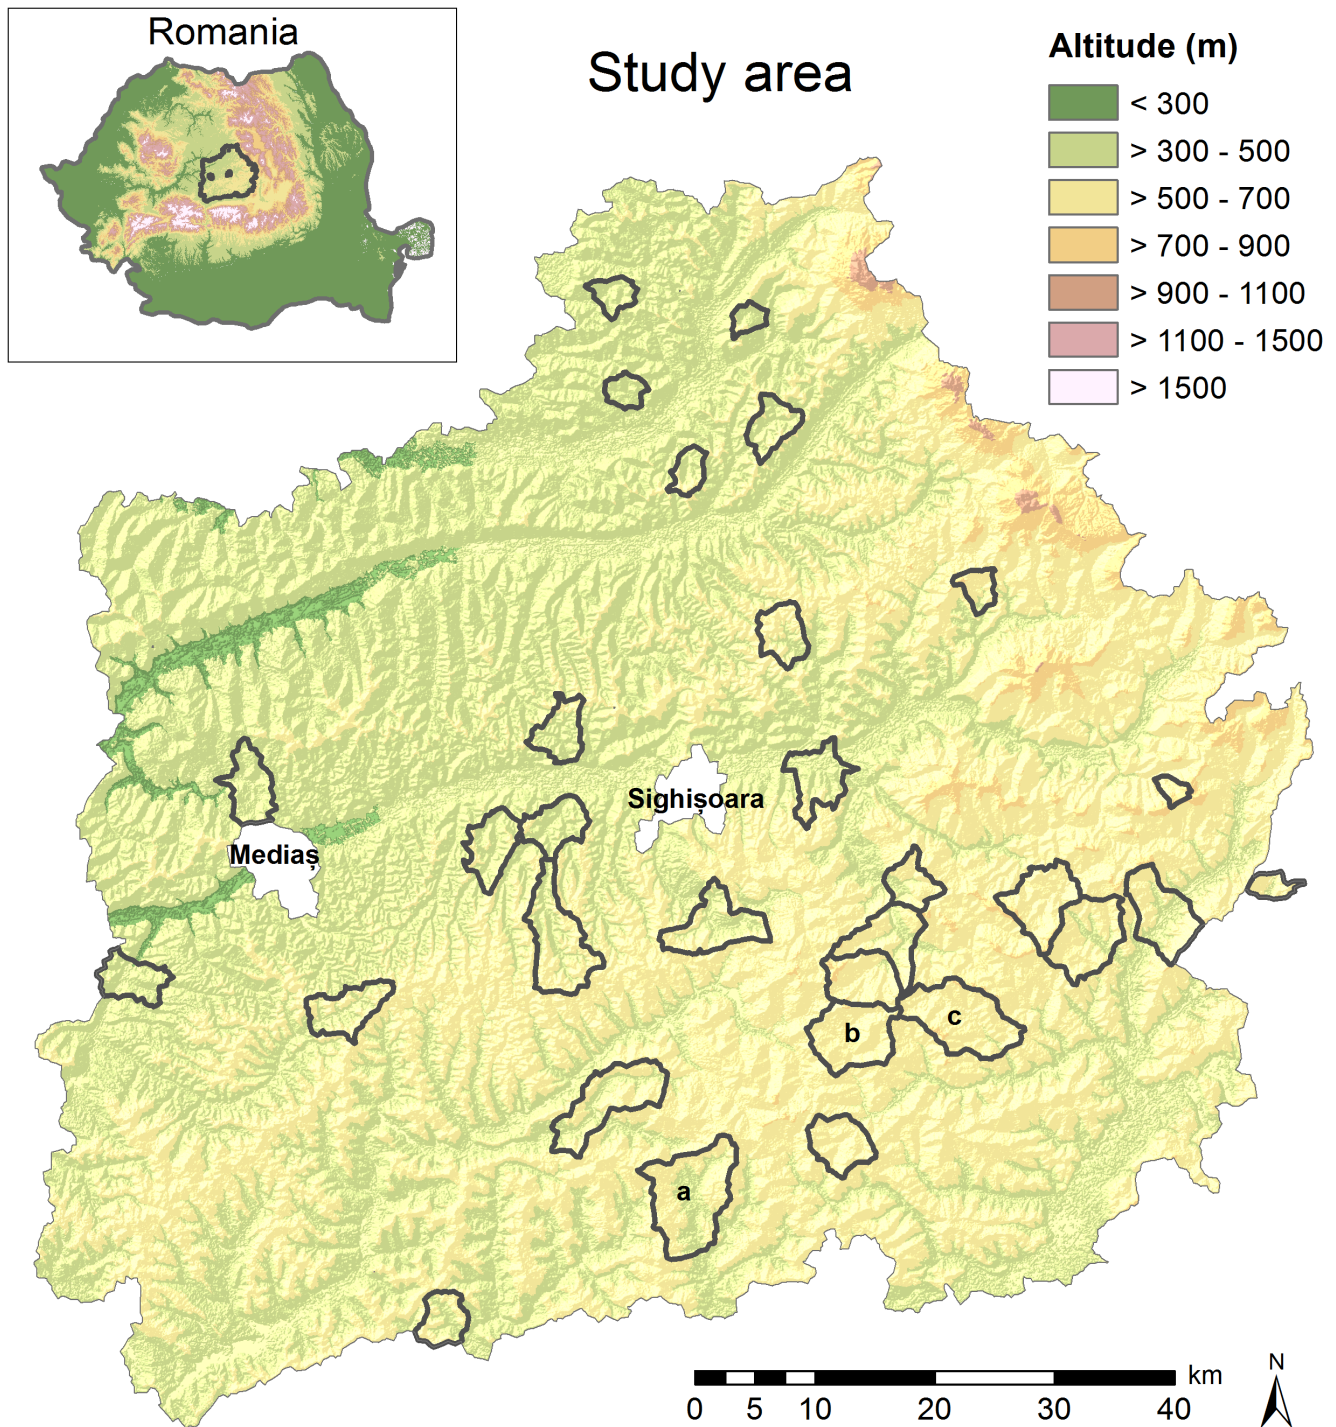 Romania
Study area
Altitude (m)
< 300
> 300 - 500
> 500 - 700
> 700 - 900
> 900 - 1100
> 1100 - 1500
> 1500
Sighișoara
Mediaș
b
c
a
km
0 5 10 20 30 40
N